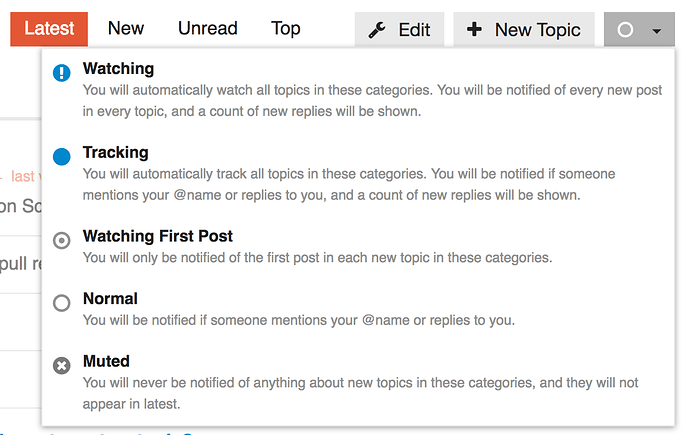 Latest New Unread Top Edit New Topic
Watching
You will automatically watch all topics in these categories. You will be notified of every new post
in every topic, and a count of new replies will be shown.
Tracking
You will automatically track all topics in these categories. You will be notified if someone
mentions your @name or replies to you, and a count of new replies will be shown.
last
on
Watching First Post
You will only be notified of the first post in each new topic in these categories.
pull
Normal
You will be notified if someone mentions your @name or replies to you.
Muted
You will never be notified of anything about new topics in these categories, and they will not
appear in latest.